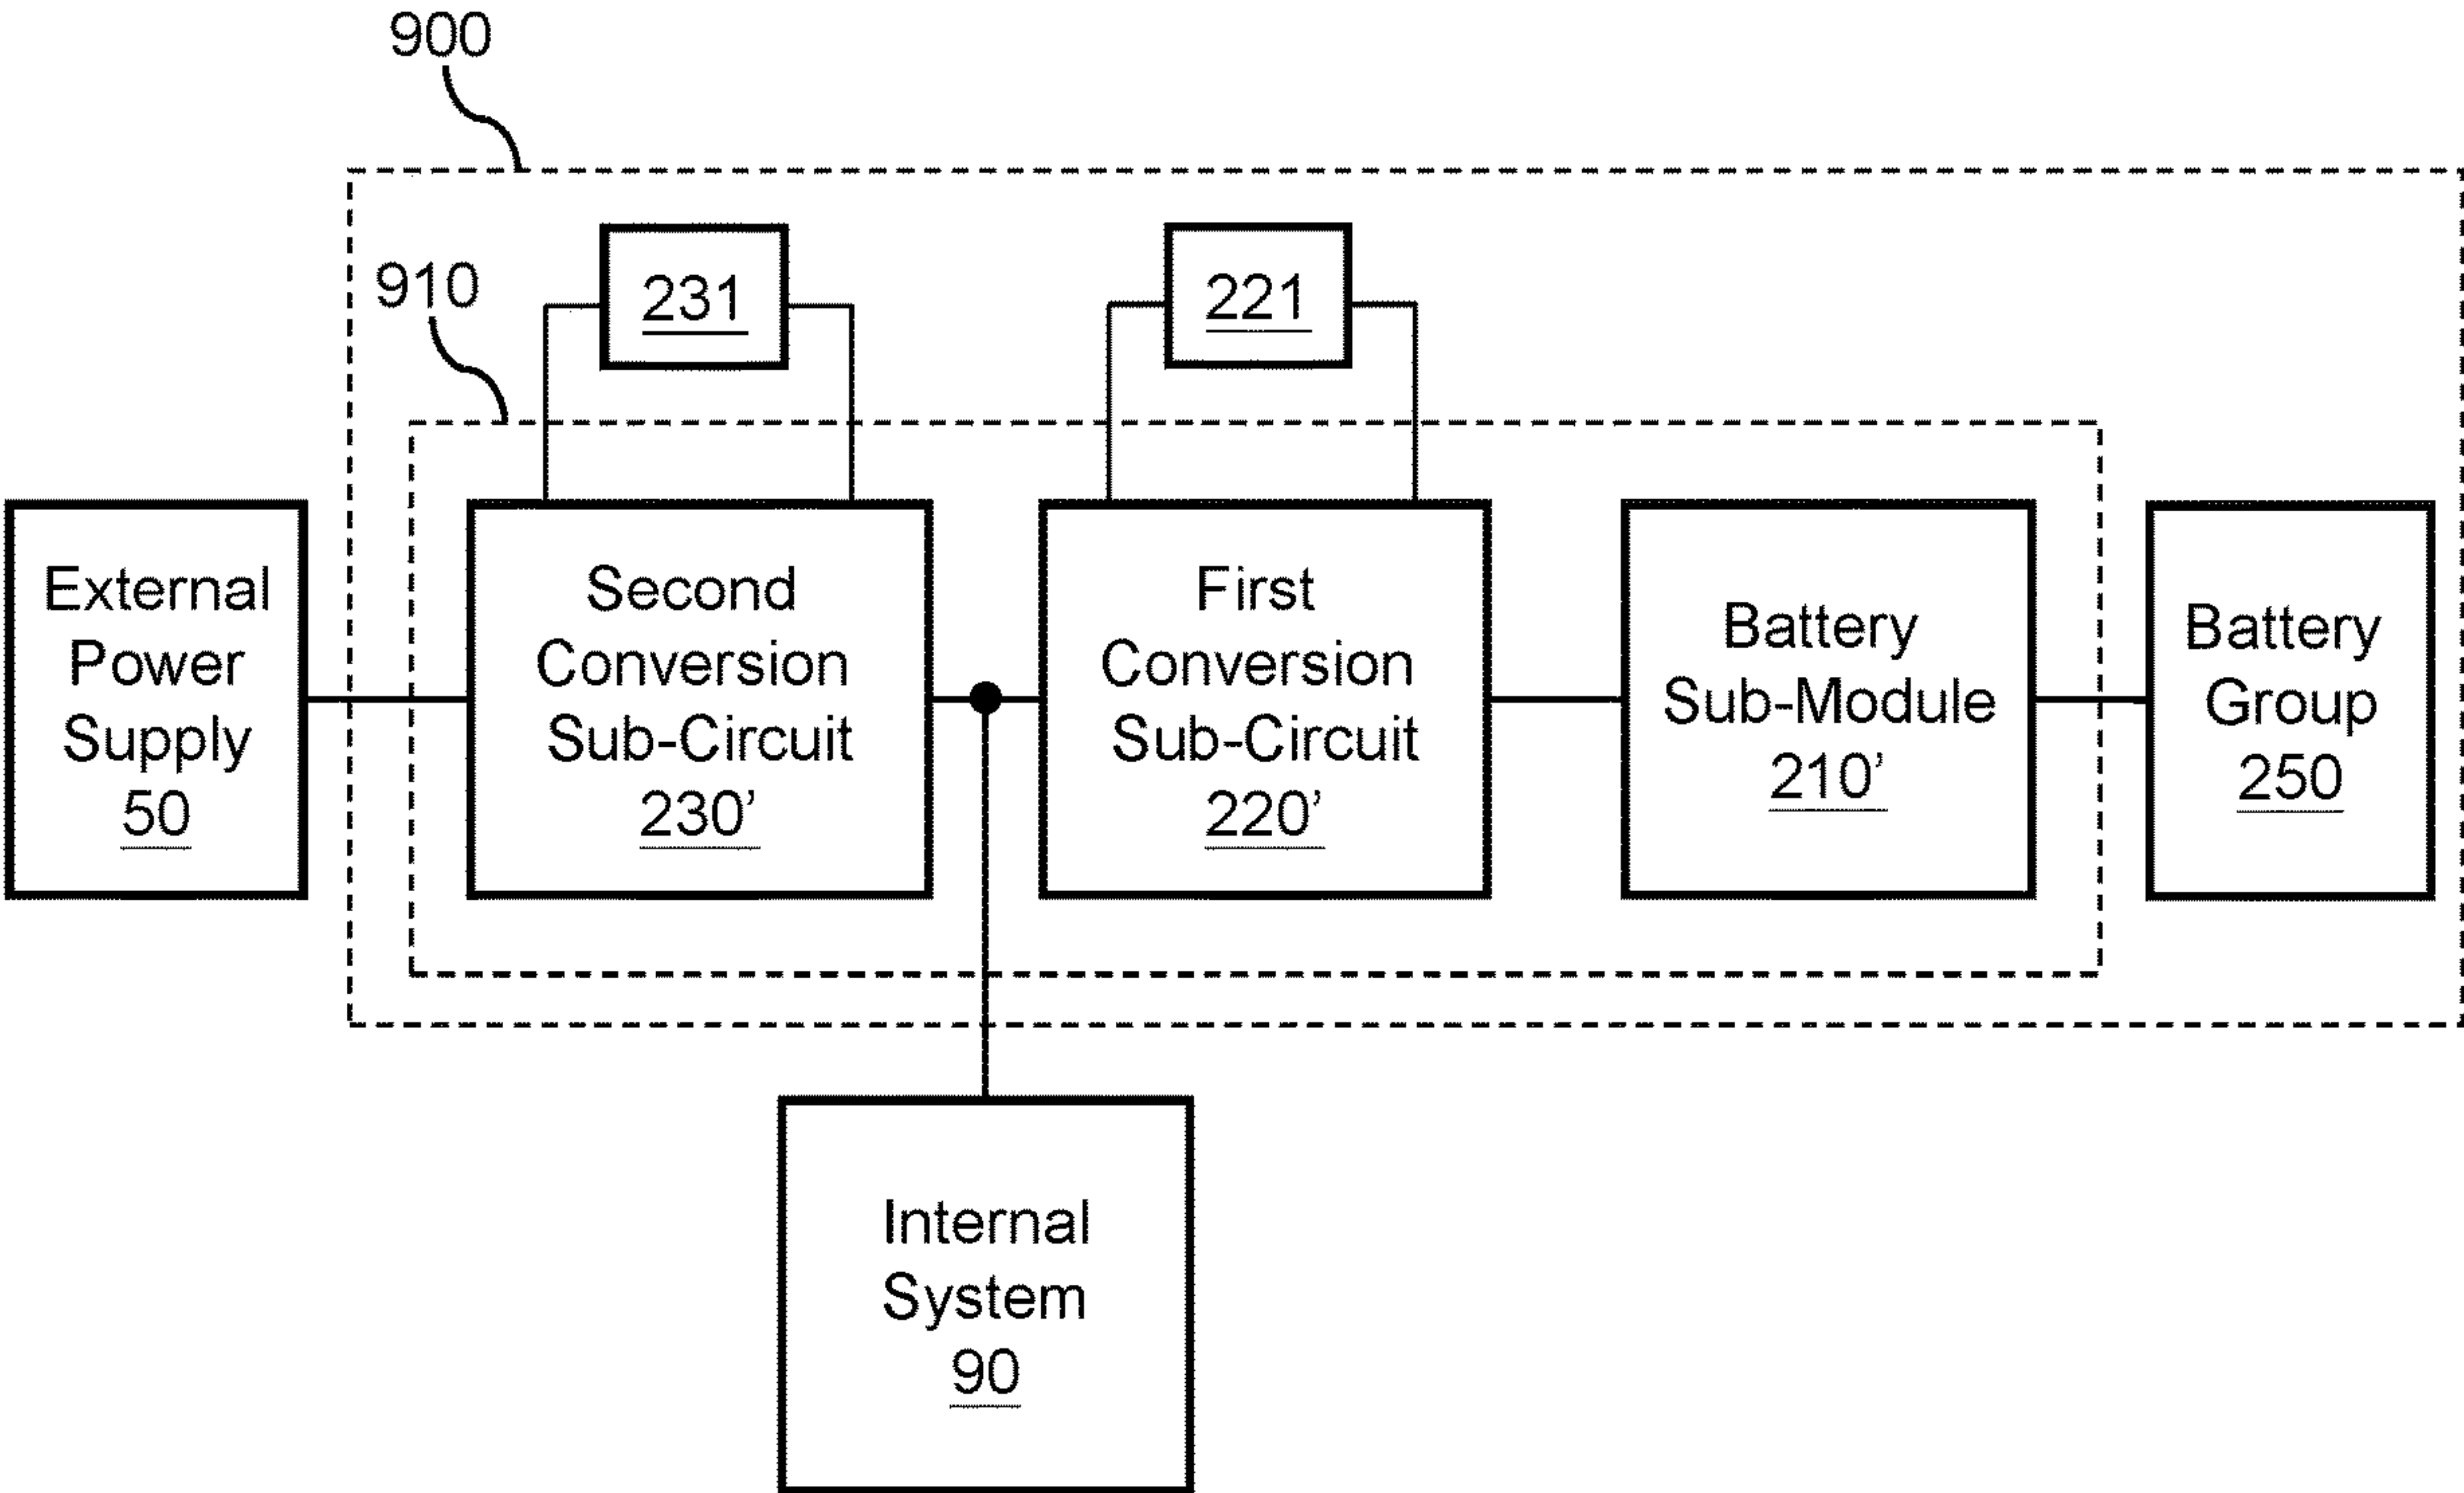 900
910
231
221
External
Power
Supply
50
Second
Conversion
Sub-Circuit
230’
First
Conversion
Sub-Circuit
220’
Battery
Sub-Module
210’
Battery
Group
250
Internal
System
90